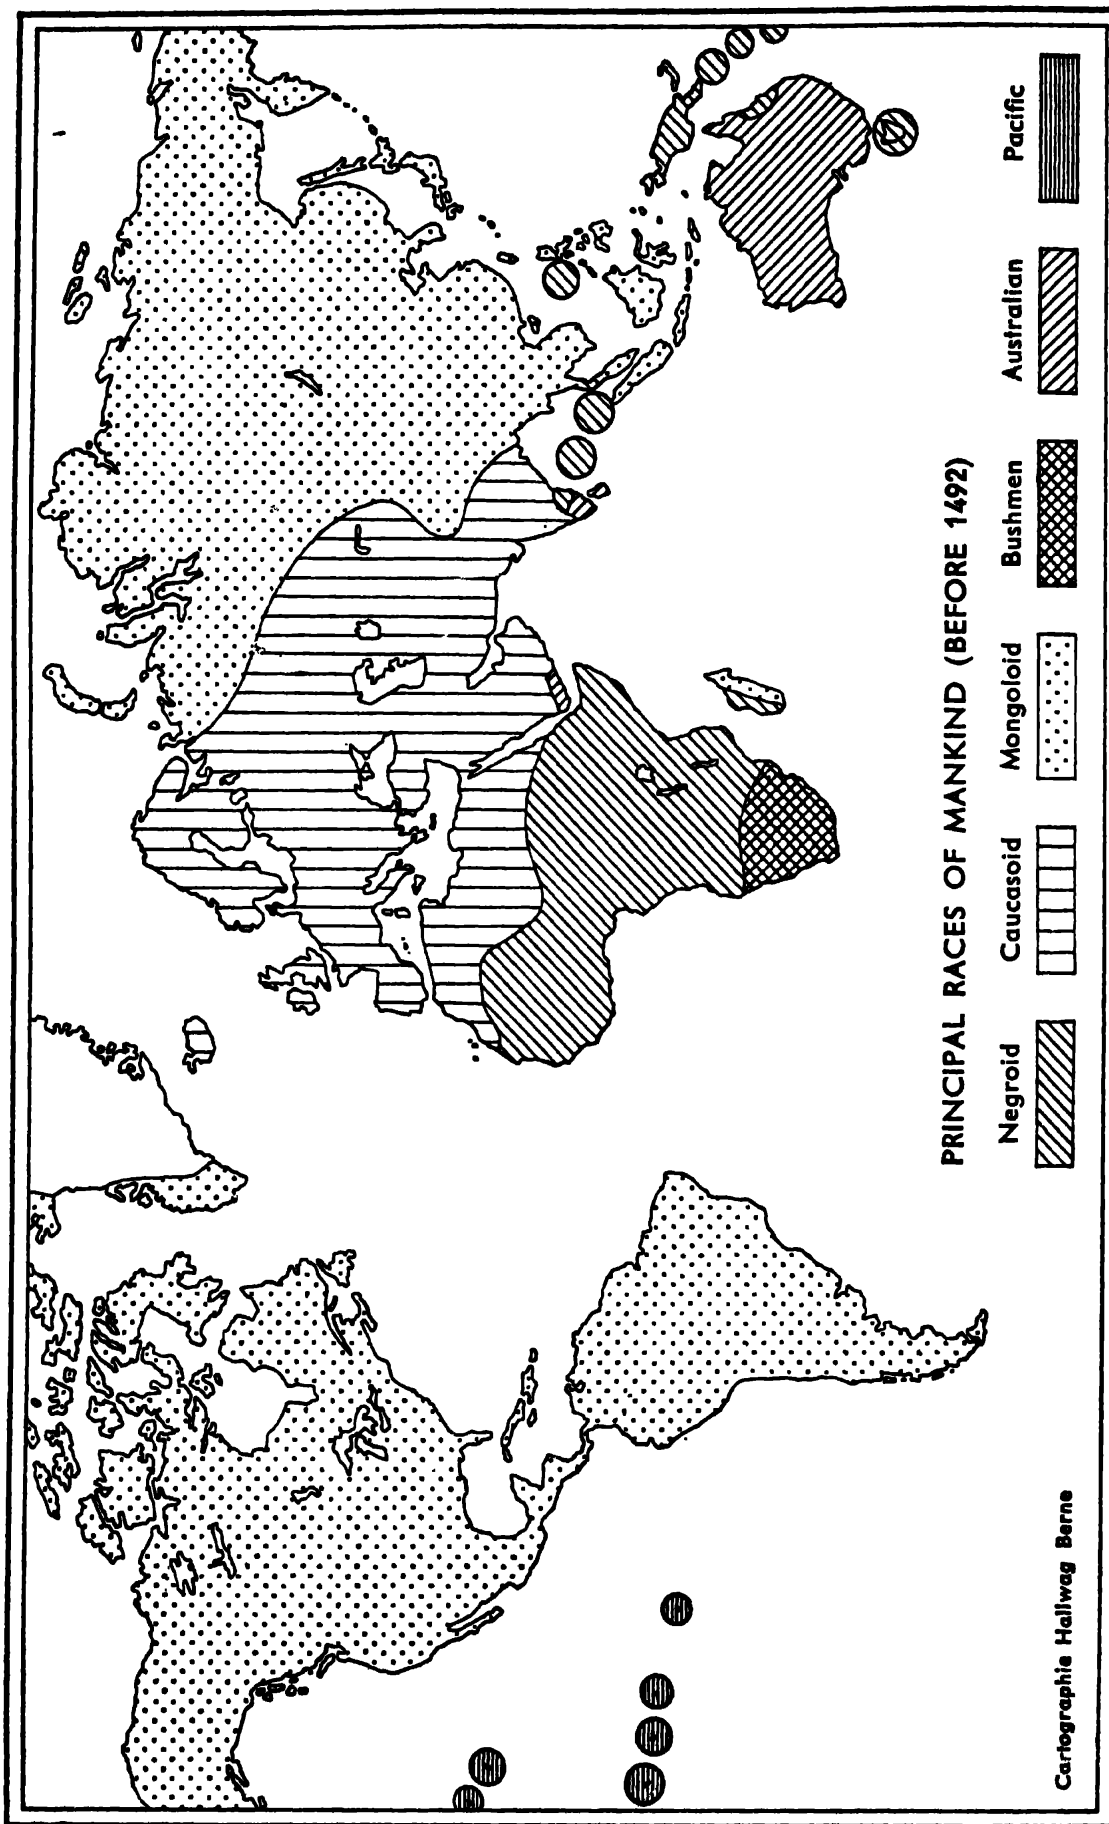 PRINCIPAL RACES OF MANKIND (BEFORE 1492)
Negroid Caucasoid Mongoloid Bushmen Australian Pacific
Cartographie Hallwag Berne